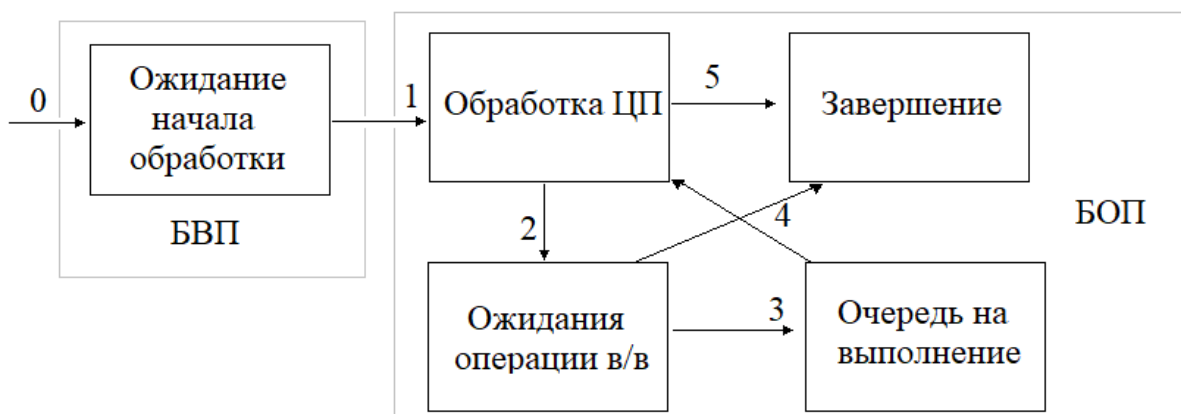 0
Ожидание
начала
обработки
БВП
1
Обработка ЦП
5
Завершение
2
4
БОП
Ожидания
операции в/в
3
Очередь на
выполнение